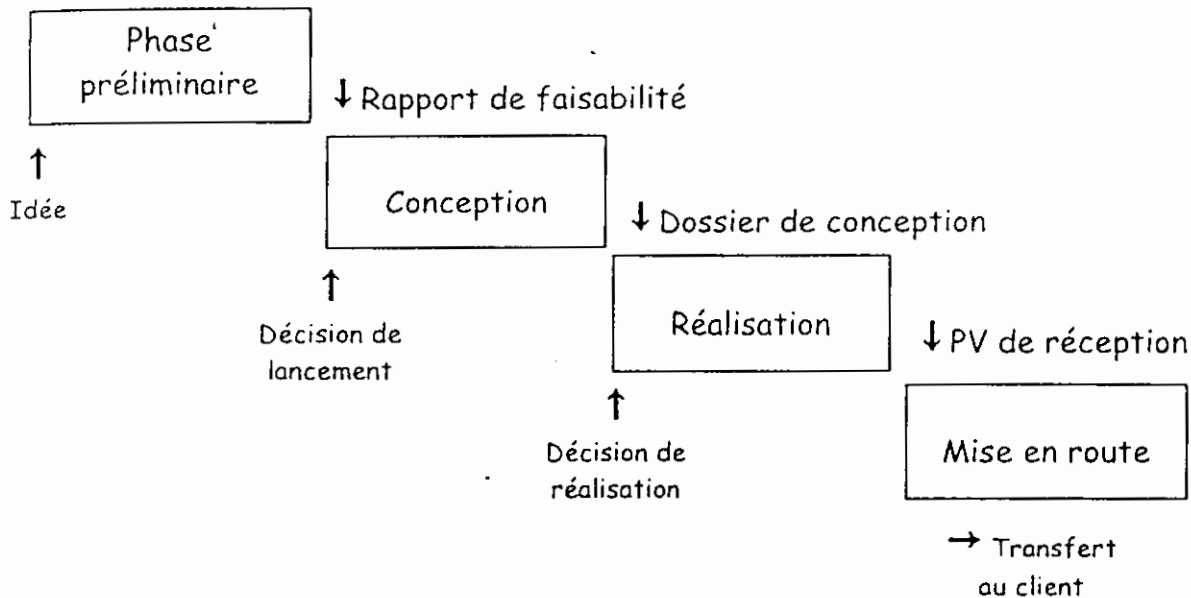 Phase
préliminaire
↓ Rapport de faisabilité
↑
Idée
Conception
↓ Dossier de conception
↑
Décision de
lancement
Réalisation
↓ PV de réception
↑
Décision de
réalisation
Mise en route
→ Transfert
au client